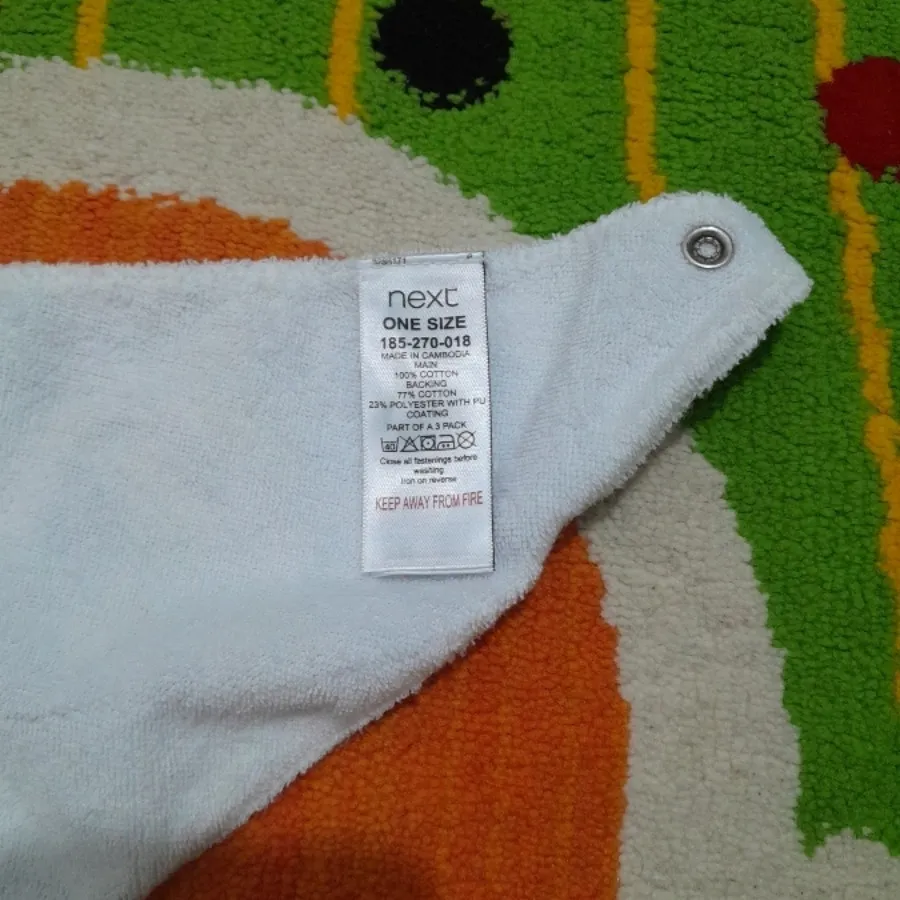 next
ONE SIZE
185-270-018
MADE IN CAMBODIA
MAIN
100% COTTON
BACKING
77% COTTON
23% POLYESTER WITH PU
COATING
PART OF A 3 PACK
40
Close all fastenings before
washing
Iron on reverse
KEEP AWAY FROM FIRE